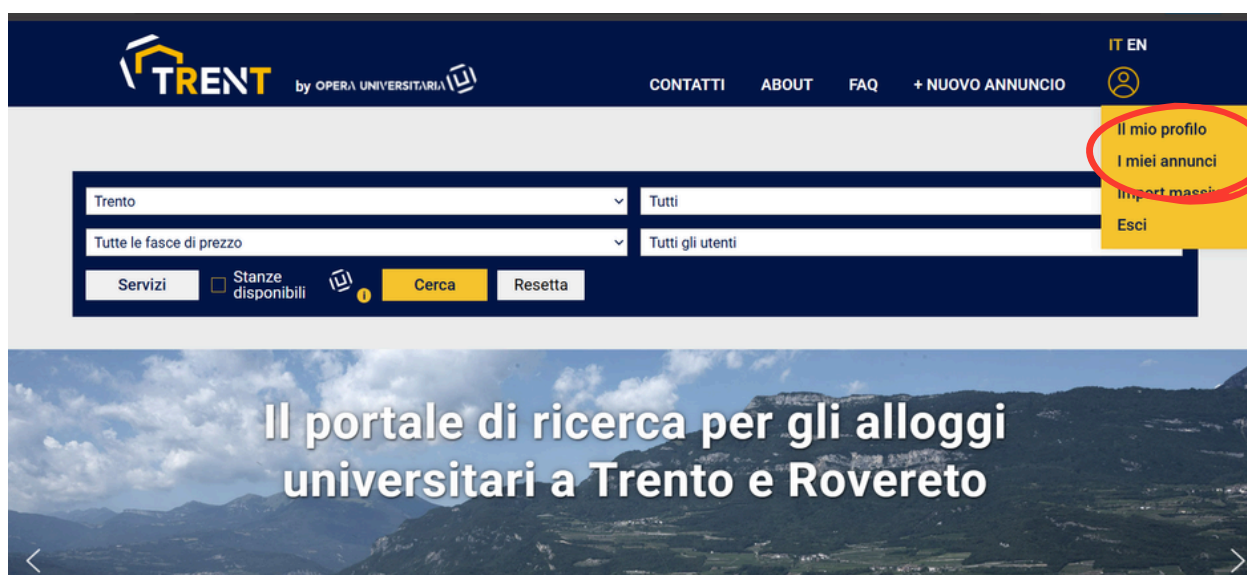 IT EN
TRENT by OPERA UNIVERSITARIA
CONTATTI ABOUT FAQ + NUOVO ANNUNCIO
Il mio profilo
I miei annunci
Import massiv
Esci
Trento Tutti
Tutte le fasce di prezzo Tutti gli utenti
Servizi Stanze disponibili i Cerca Resetta
Il portale di ricerca per gli alloggi
universitari a Trento e Rovereto